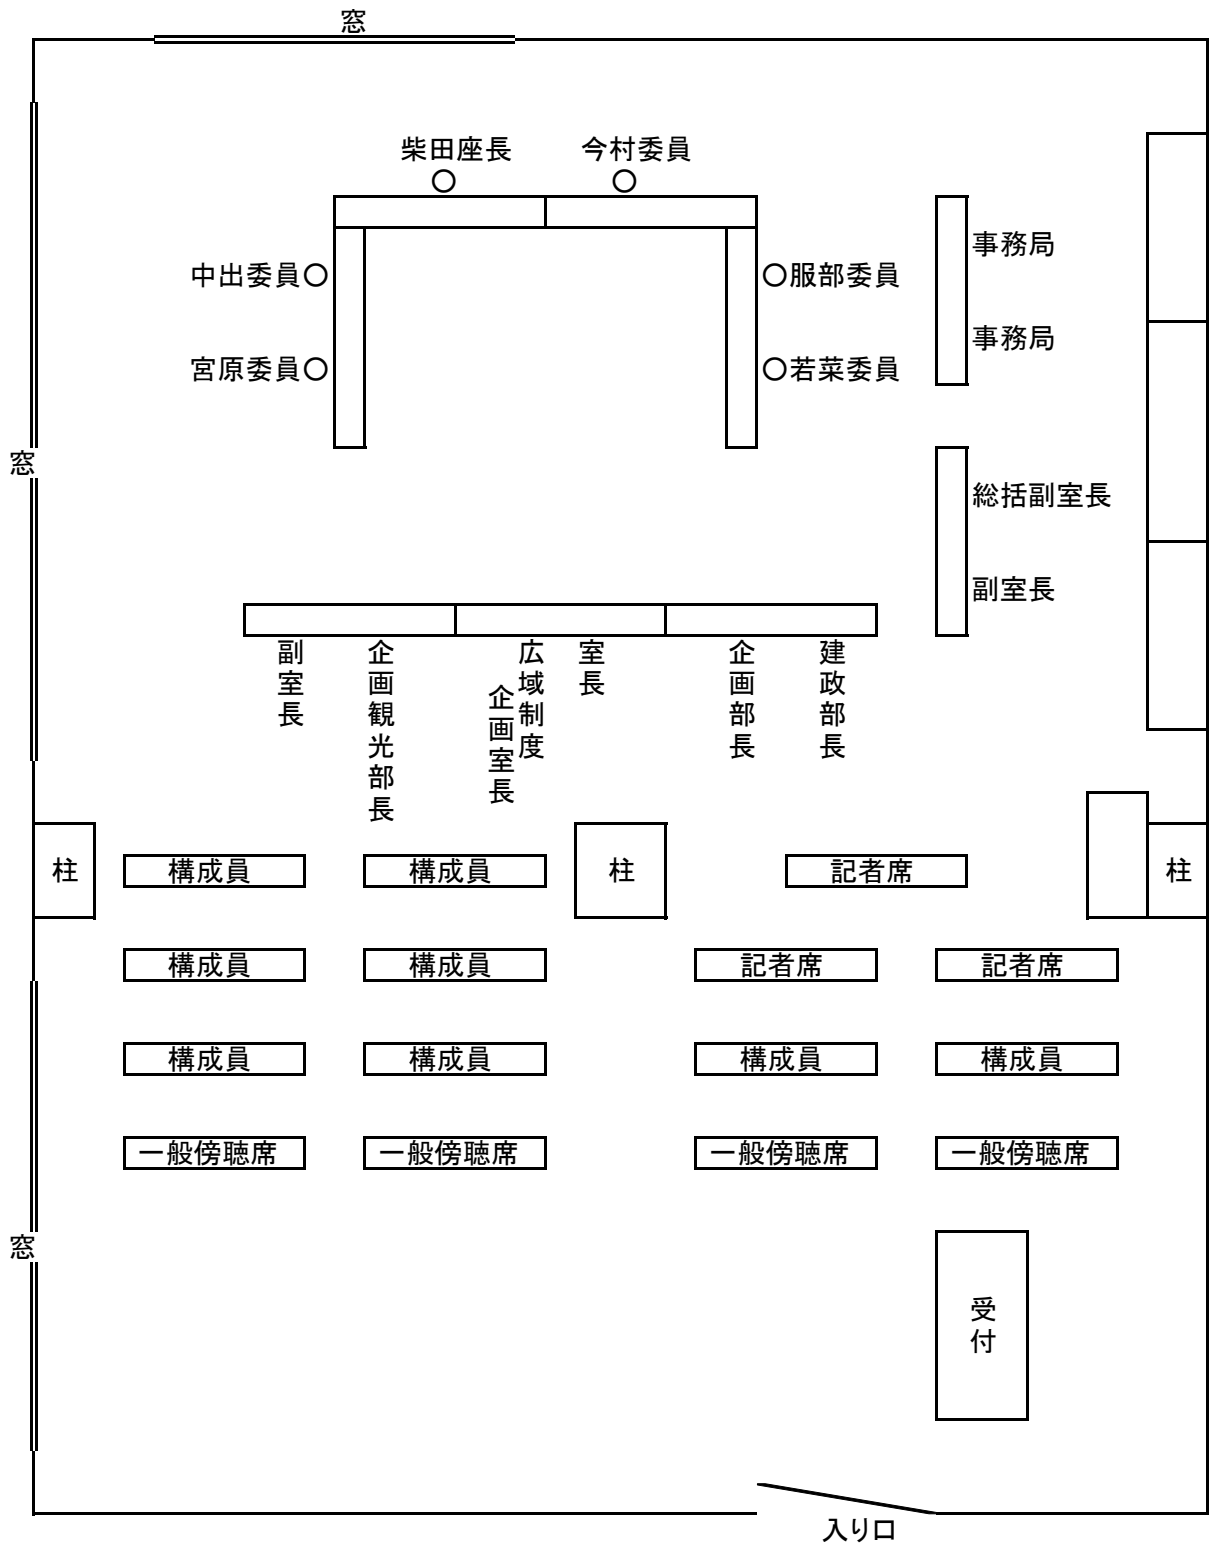 窓
柴田座長
今村委員
事務局
中出委員
服部委員
事務局
宮原委員
若菜委員
窓
総括副室長
副室長
副室長
企画観光部長
広域制度
企画室長
室長
企画部長
建政部長
柱
構成員
構成員
柱
記者席
柱
構成員
構成員
記者席
記者席
構成員
構成員
構成員
構成員
一般傍聴席
一般傍聴席
一般傍聴席
一般傍聴席
窓
受付
入り口